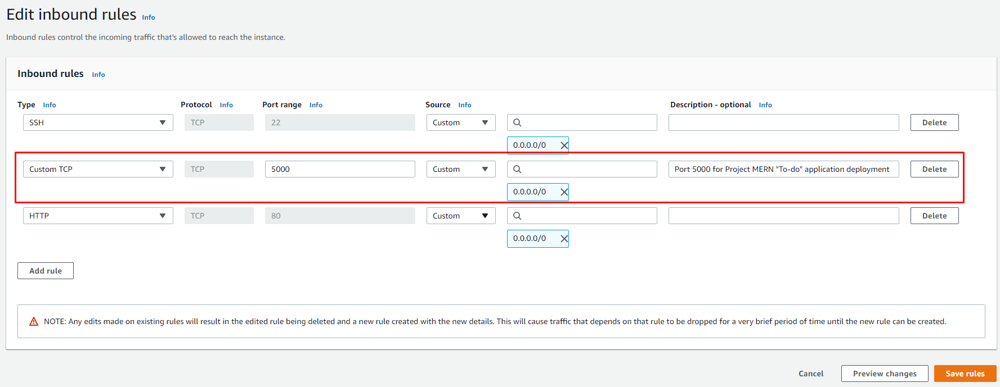 Edit inbound rules Info
Inbound rules control the incoming traffic that's allowed to reach the instance.
Inbound rules Info
Type Info Protocol Info Port range Info Source Info Description - optional Info
SSH TCP 22 Custom Delete
0.0.0.0/0
Custom TCP TCP 5000 Custom Port 5000 for Project MERN "To-do" application deployment Delete
0.0.0.0/0
HTTP TCP 80 Custom Delete
0.0.0.0/0
Add rule
NOTE: Any edits made on existing rules will result in the edited rule being deleted and a new rule created with the new details. This will cause traffic that depends on that rule to be dropped for a very brief period of time until the new rule can be created.
Cancel Preview changes Save rules